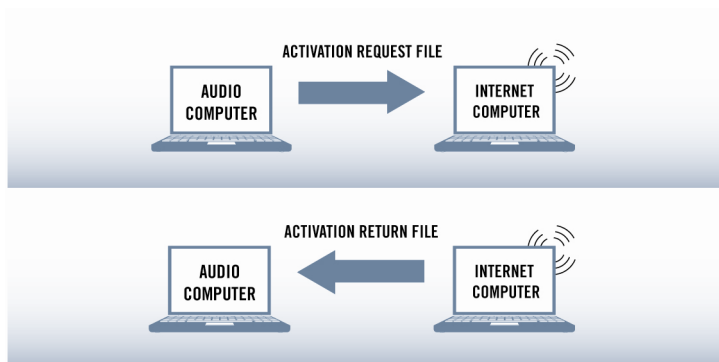 ACTIVATION REQUEST FILE
AUDIO
COMPUTER
INTERNET
COMPUTER
ACTIVATION RETURN FILE
AUDIO
COMPUTER
INTERNET
COMPUTER